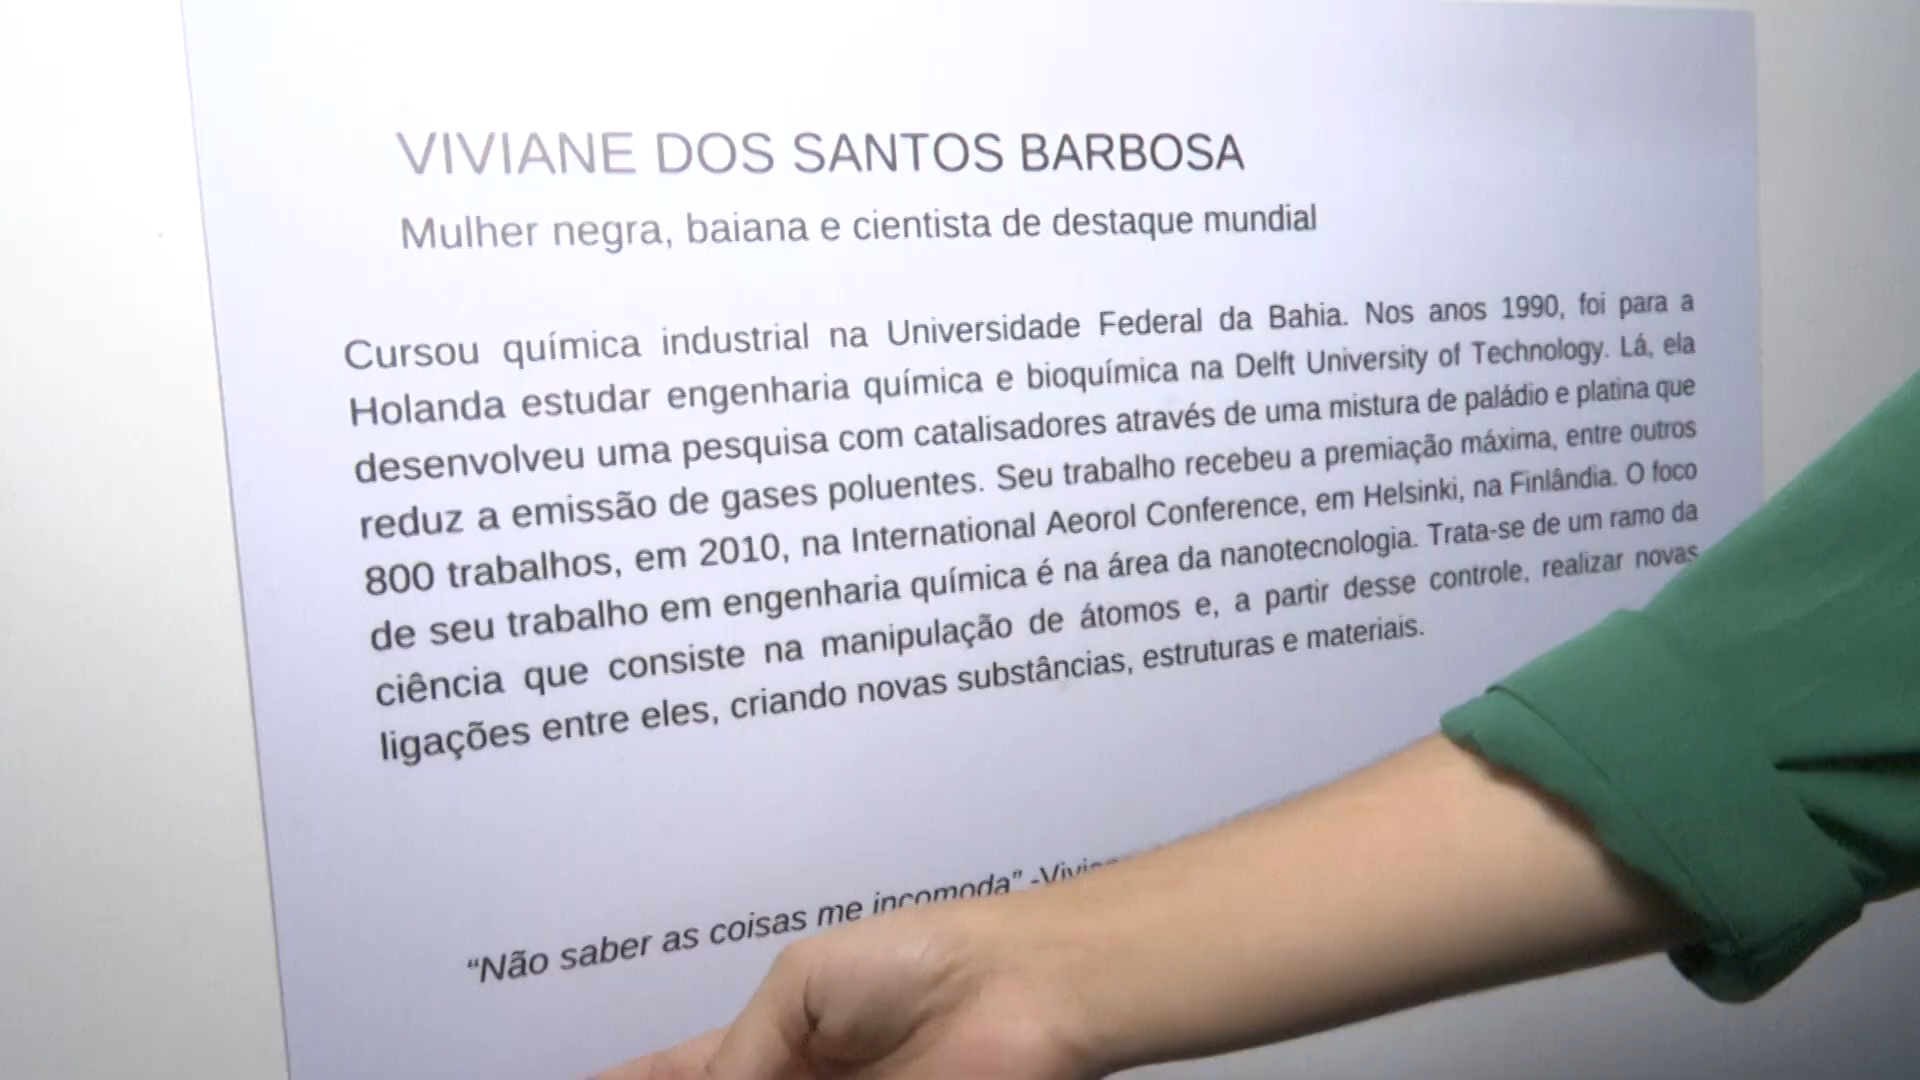 VIVIANE DOS SANTOS BARBOSA
Mulher negra, baiana e cientista de destaque mundial
Cursou química industrial na Universidade Federal da Bahia. Nos anos 1990, foi para a
Holanda estudar engenharia química e bioquímica na Delft University of Technology. Lá, ela
desenvolveu uma pesquisa com catalisadores através de uma mistura de paládio e platina que
reduz a emissão de gases poluentes. Seu trabalho recebeu a premiação máxima, entre outros
800 trabalhos, em 2010, na International Aeorol Conference, em Helsinki, na Finlândia. O foco
de seu trabalho em engenharia química é na área da nanotecnologia. Trata-se de um ramo da
ciência que consiste na manipulação de átomos e, a partir desse controle, realizar novas
ligações entre eles, criando novas substâncias, estruturas e materiais.
“Não saber as coisas me incomoda” -